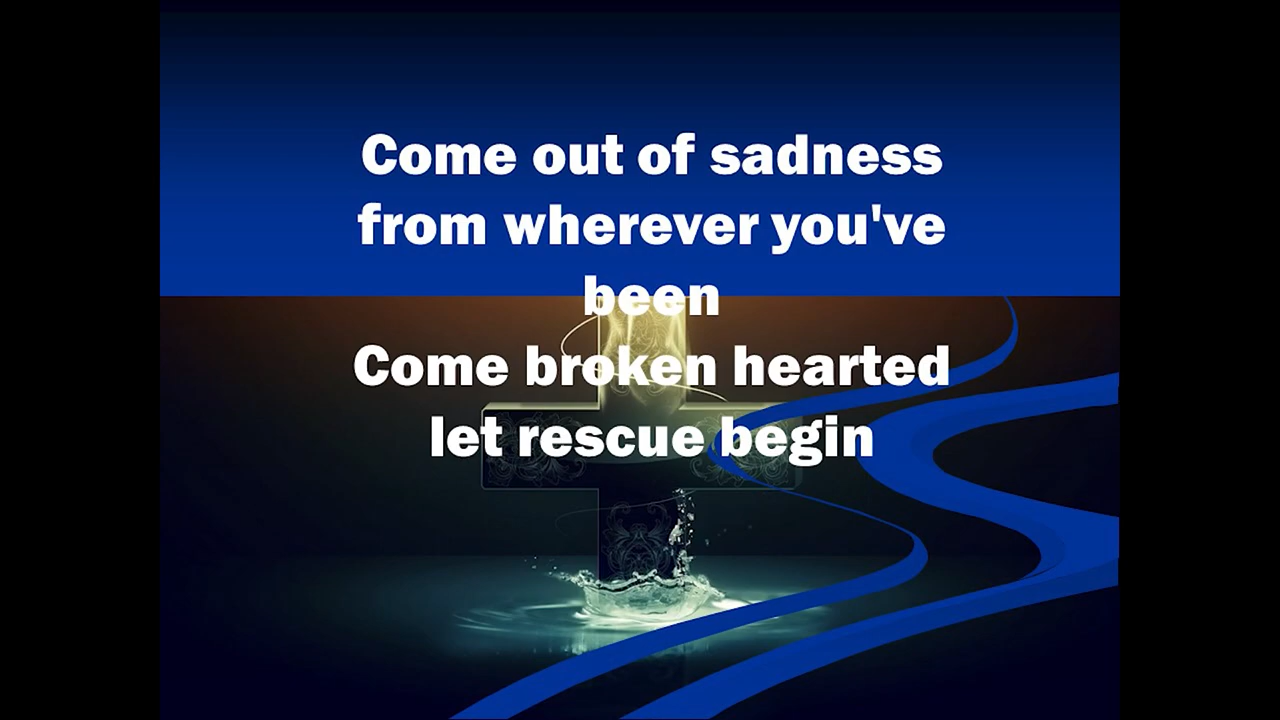 Come out of sadness
from wherever you've
been
Come broken hearted
let rescue begin